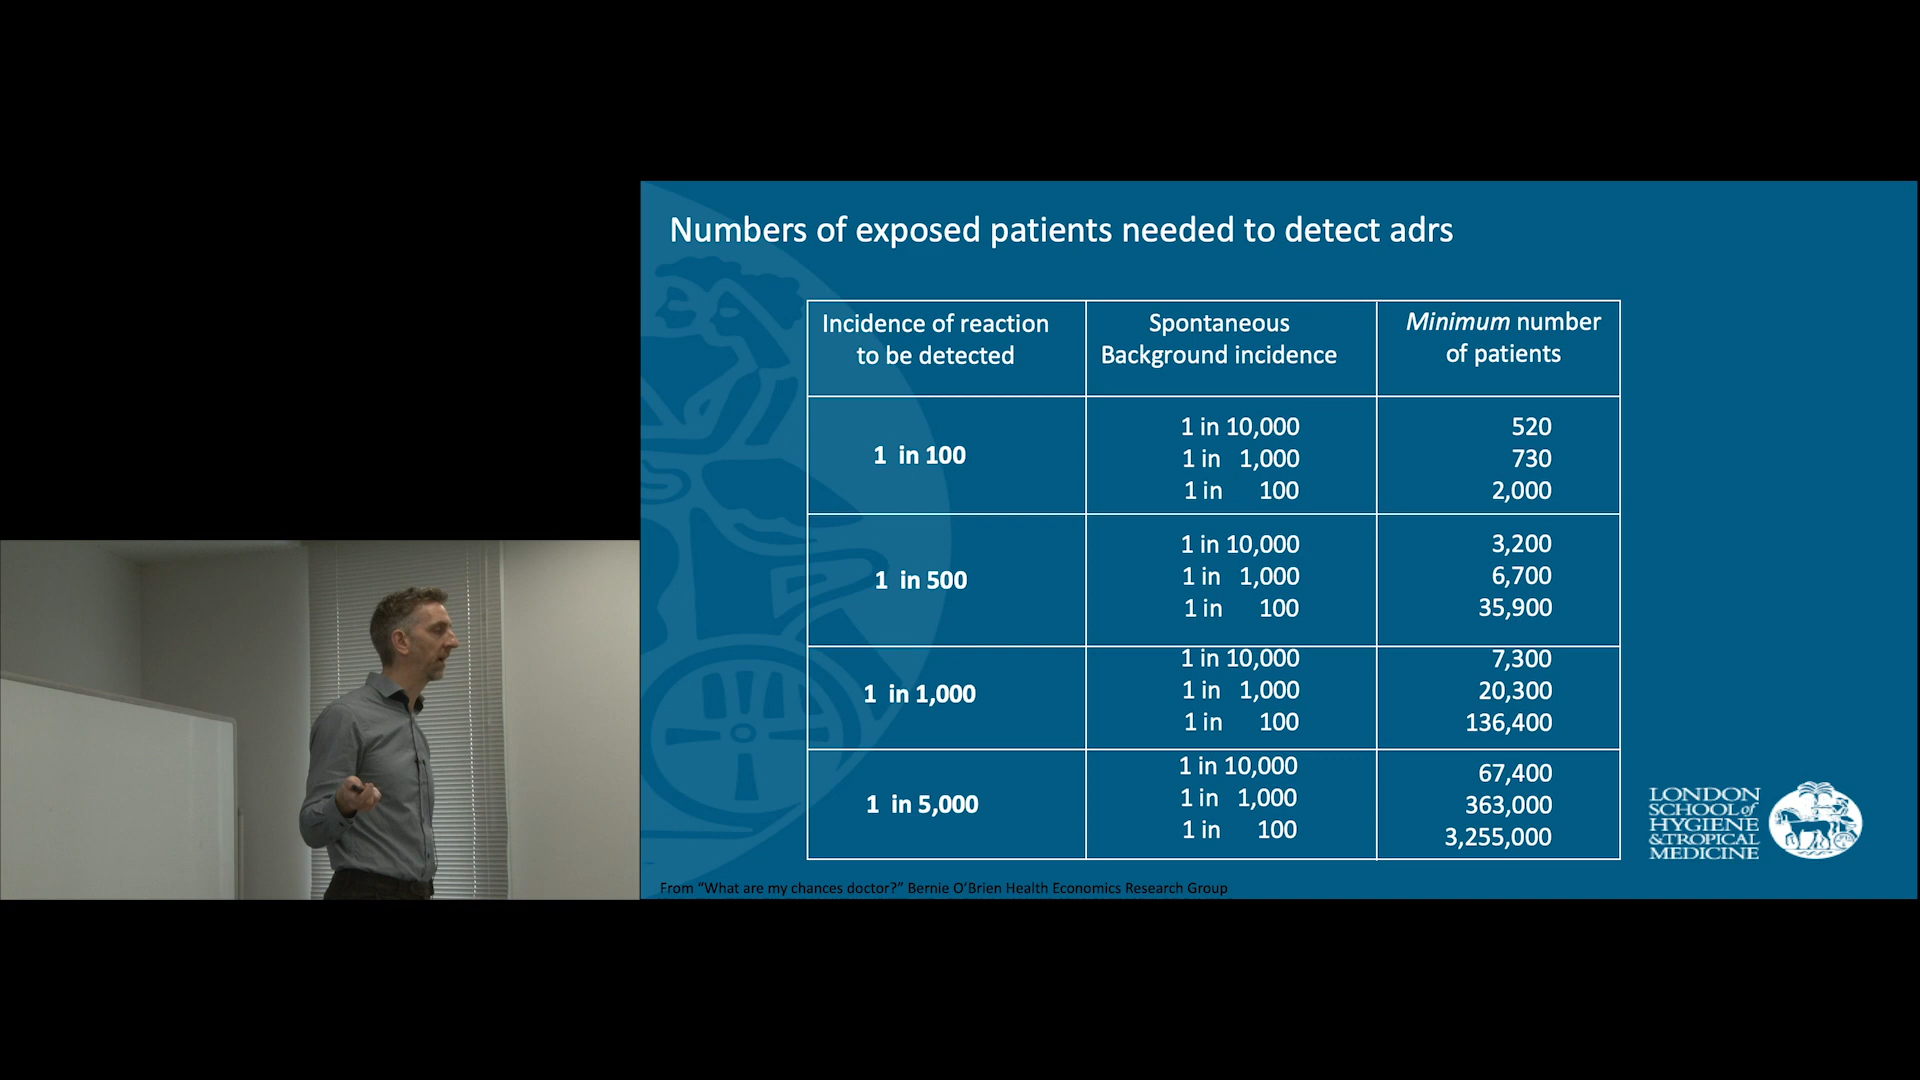 Numbers of exposed patients needed to detect adrs
Incidence of reaction
to be detected
Spontaneous
Background incidence
Minimum number
of patients
1 in 100
1 in 10,000
1 in 1,000
1 in 100
520
730
2,000
1 in 500
1 in 10,000
1 in 1,000
1 in 100
3,200
6,700
35,900
1 in 1,000
1 in 10,000
1 in 1,000
1 in 100
7,300
20,300
136,400
1 in 5,000
1 in 10,000
1 in 1,000
1 in 100
67,400
363,000
3,255,000
From “What are my chances doctor?” Bernie O’Brien Health Economics Research Group
LONDON
SCHOOL of
HYGIENE
& TROPICAL
MEDICINE